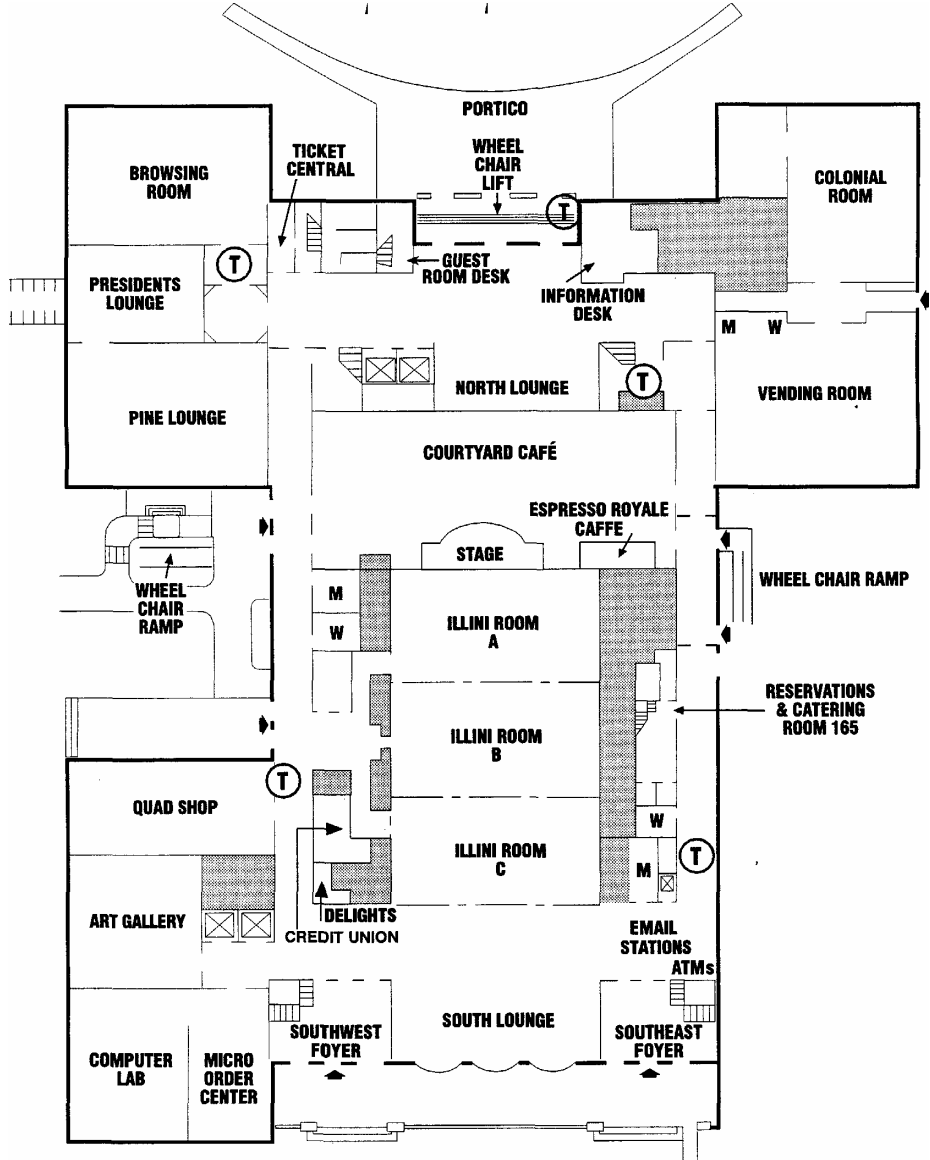 PORTICO
WHEEL
CHAIR
LIFT
TICKET
CENTRAL
BROWSING
ROOM
COLONIAL
ROOM
T
T
GUEST
ROOM DESK
PRESIDENTS
LOUNGE
INFORMATION
DESK
M W
T
NORTH LOUNGE
VENDING ROOM
PINE LOUNGE
COURTYARD CAFÉ
ESPRESSO ROYALE
CAFFE
STAGE
WHEEL
CHAIR
RAMP
WHEEL CHAIR RAMP
M
W
ILLINI ROOM
A
RESERVATIONS
& CATERING
ROOM 165
ILLINI ROOM
B
T
QUAD SHOP
W
ILLINI ROOM
C
M
T
ART GALLERY
DELIGHTS
CREDIT UNION
EMAIL
STATIONS
ATMs
SOUTH LOUNGE
SOUTHWEST
FOYER
SOUTHEAST
FOYER
COMPUTER
LAB
MICRO
ORDER
CENTER